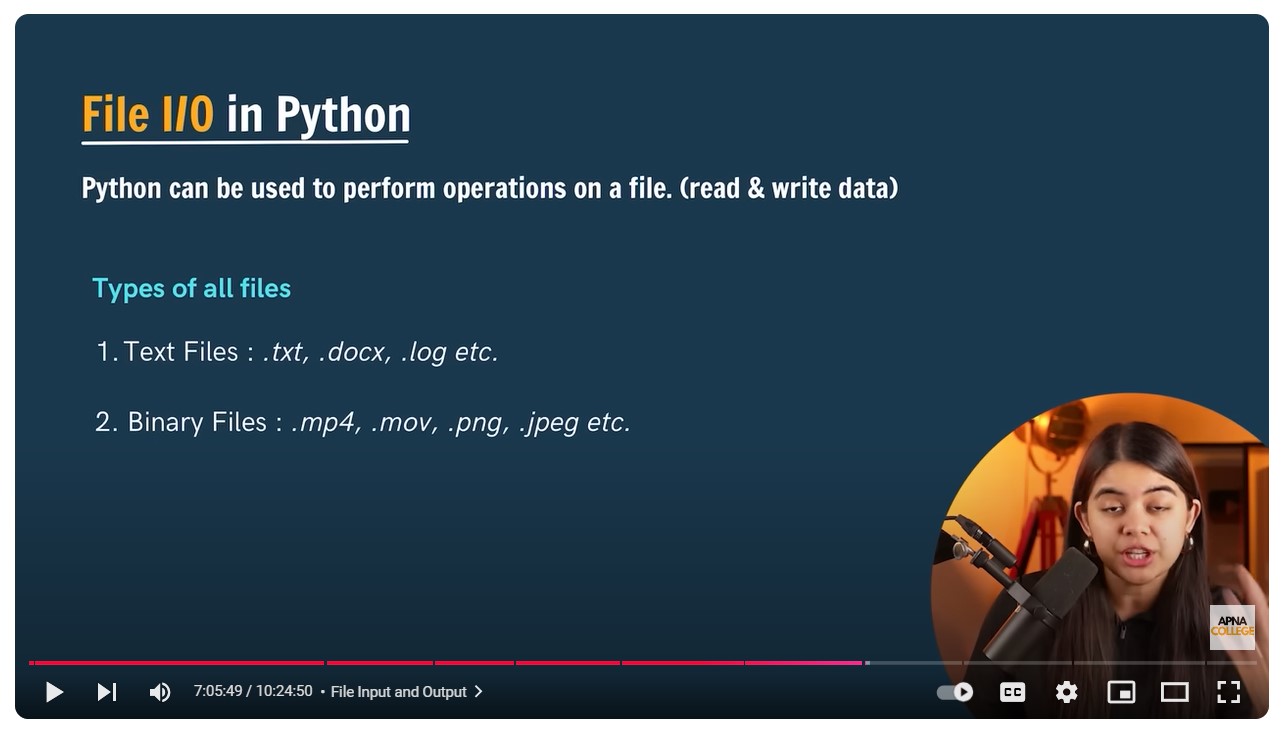 File I/O in Python
Python can be used to perform operations on a file. (read & write data)
Types of all files
1. Text Files : .txt, .docx, .log etc.
2. Binary Files : .mp4, .mov, .png, .jpeg etc.
APNA
COLLEGE
7:05:49 / 10:24:50 • File Input and Output >
CC